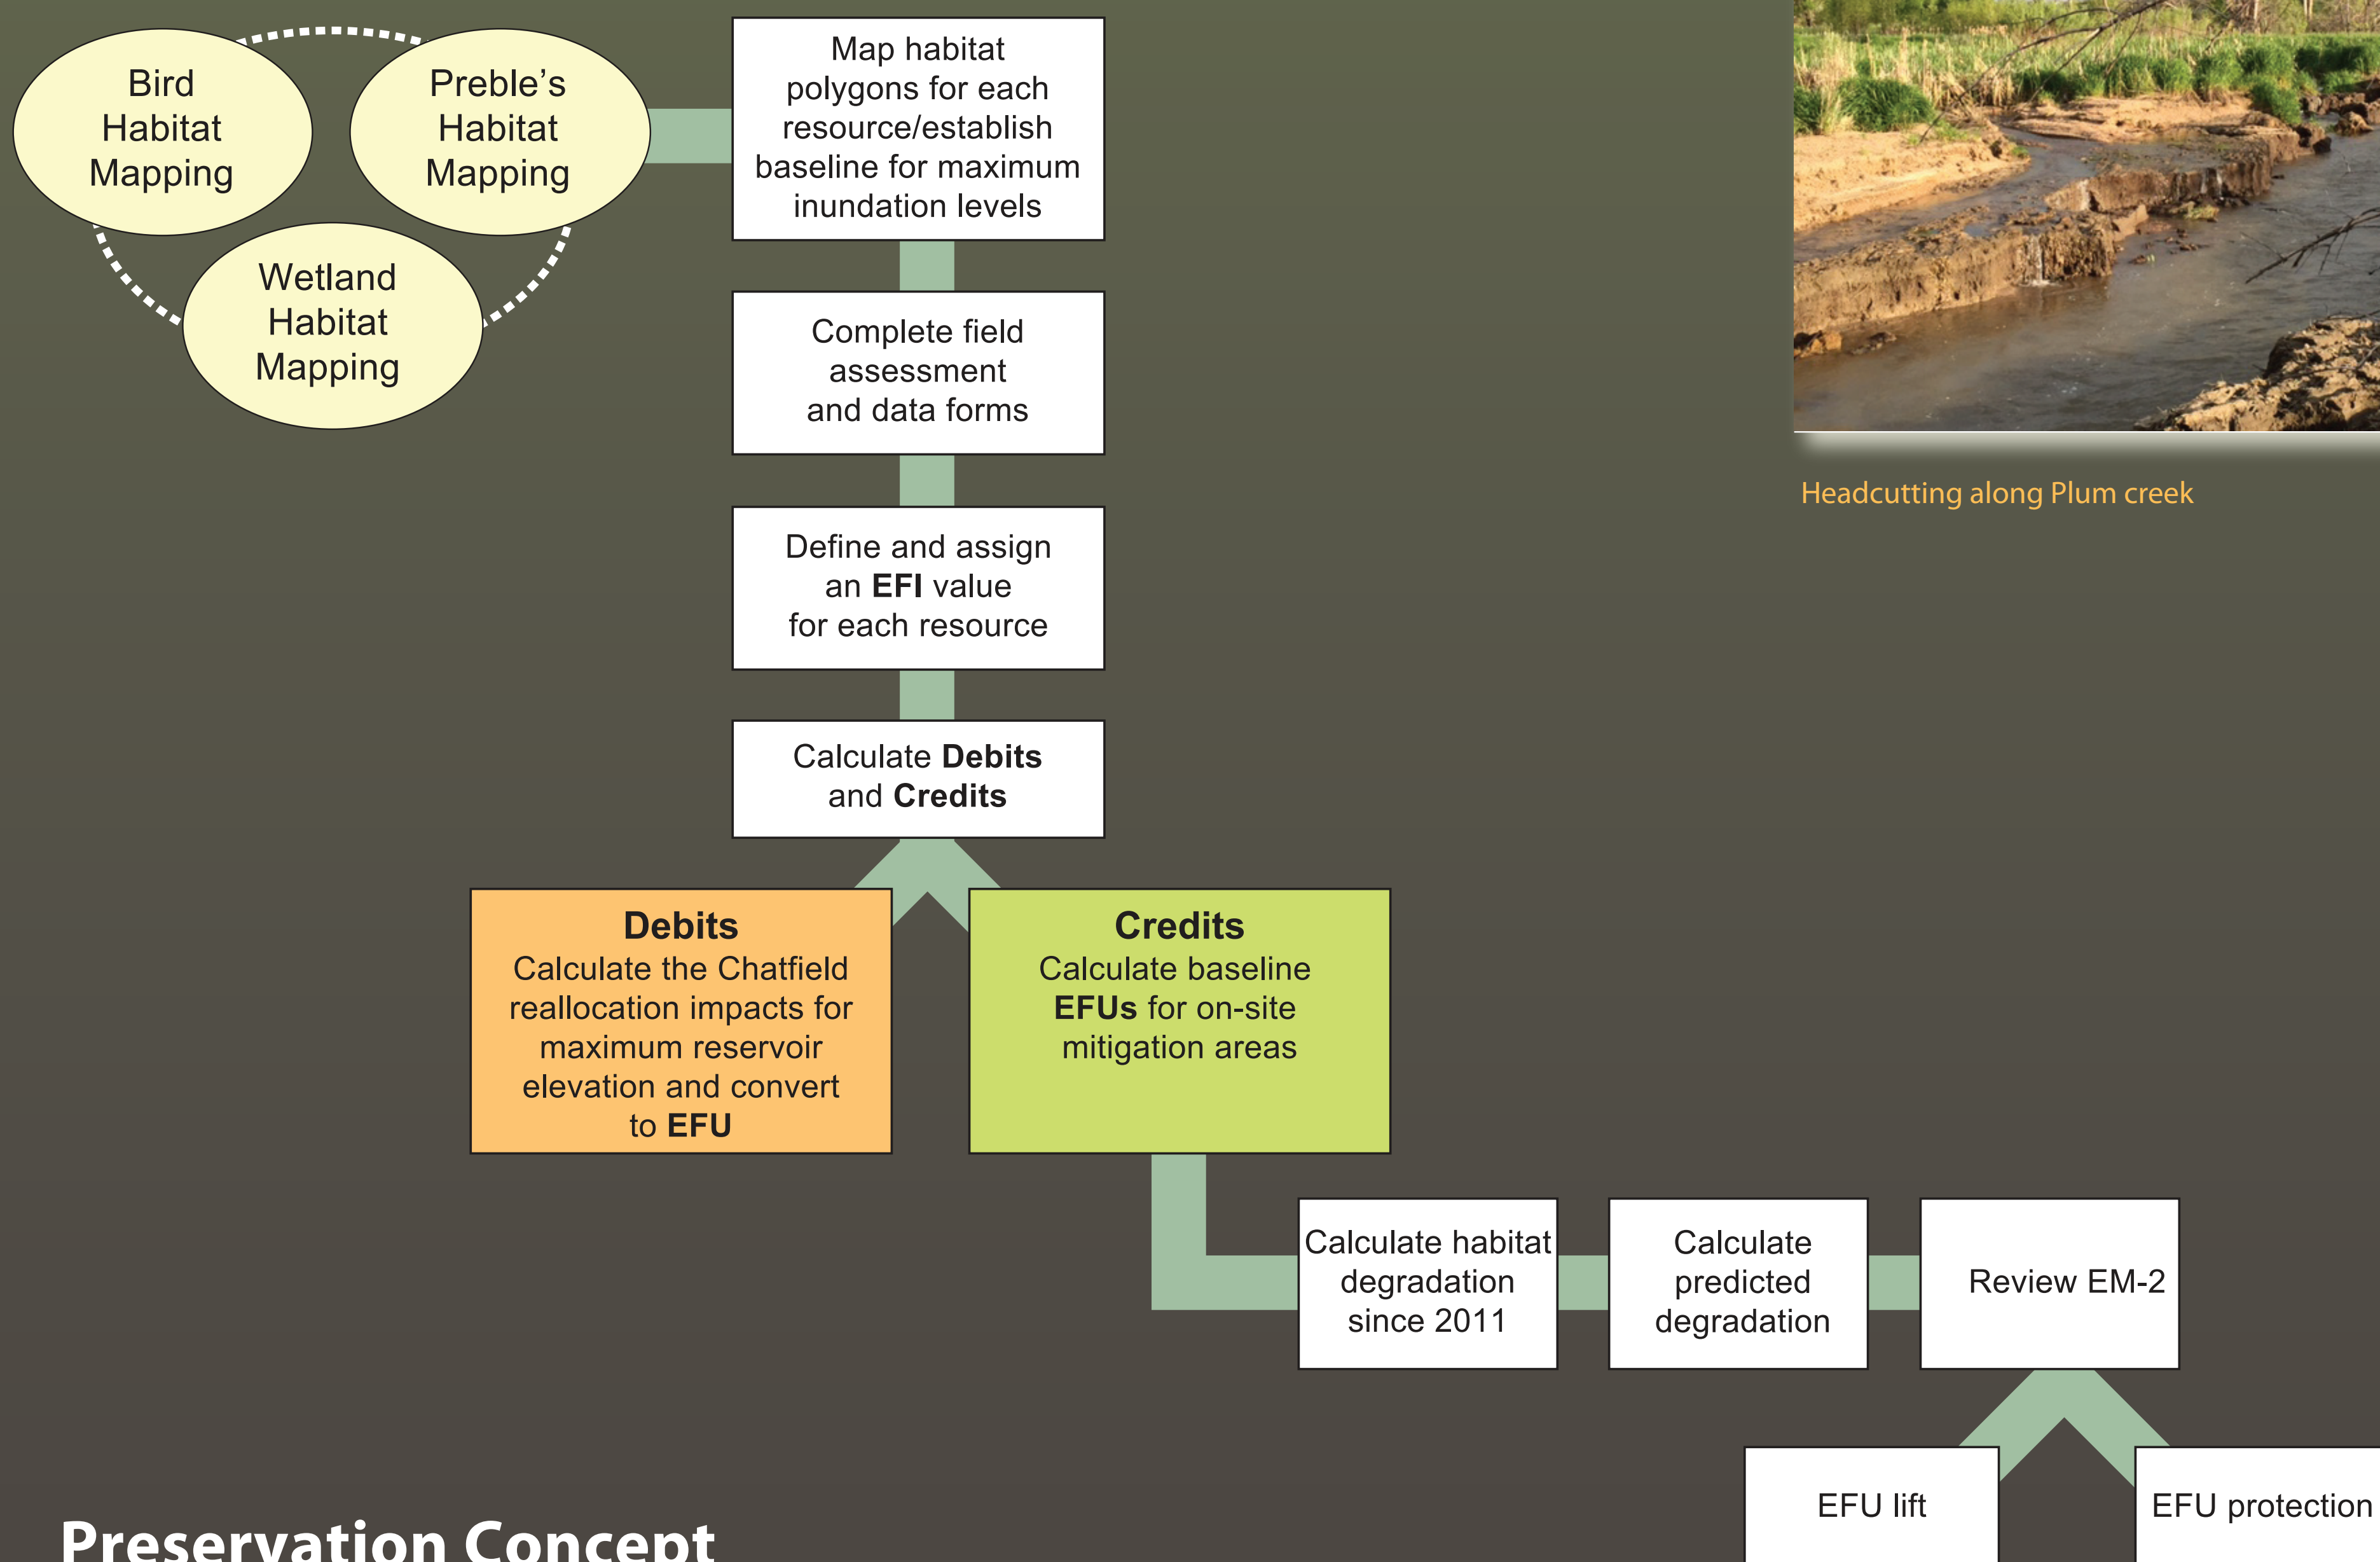 Bird
Habitat
Mapping
Preble's
Habitat
Mapping
Wetland
Habitat
Mapping
Map habitat
polygons for each
resource/establish
baseline for maximum
inundation levels
Complete field
assessment
and data forms
Define and assign
an EFI value
for each resource
Calculate Debits
and Credits
Debits
Calculate the Chatfield
reallocation impacts for
maximum reservoir
elevation and convert
to EFU
Credits
Calculate baseline
EFUs for on-site
mitigation areas
Calculate habitat
degradation
since 2011
Calculate
predicted
degradation
Review EM-2
EFU lift
EFU protection
Headcutting along Plum creek
Preservation Concept